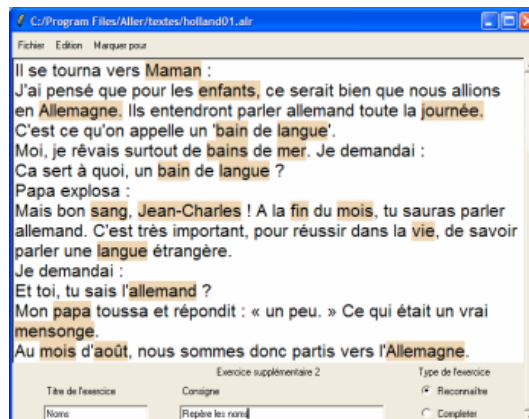 C:/Program Files/Aller/textes/holland01.alr
Fichier Edition Marquer pour
Il se tourna vers Maman :
J'ai pensé que pour les enfants, ce serait bien que nous allions
en Allemagne. Ils entendront parler allemand toute la journée.
C'est ce qu'on appelle un 'bain de langue'.
Moi, je rêvais surtout de bains de mer. Je demandai :
Ca sert à quoi, un bain de langue ?
Papa explosa :
Mais bon sang, Jean-Charles ! A la fin du mois, tu sauras parler
allemand. C'est très important, pour réussir dans la vie, de savoir
parler une langue étrangère.
Je demandai :
Et toi, tu sais l'allemand ?
Mon papa toussa et répondit : « un peu. » Ce qui était un vrai
mensonge.
Au mois d'août, nous sommes donc partis vers l'Allemagne.
Exercice supplémentaire 2 Type de l'exercice
Titre de l'exercice Consigne Reconnaître
Noms Repère les noms Completer